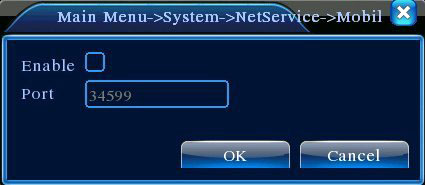 Main Menu->System->NetService->Mobil
Enable
Port 34599
OK Cancel